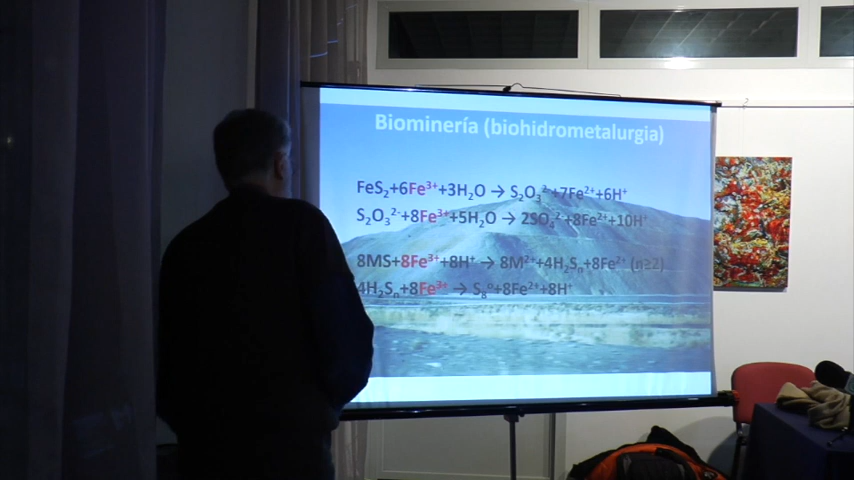 Biominería (biohidrometalurgia)
FeS₂+6Fe³⁺+3H₂O → S₂O₃²⁻+7Fe²⁺+6H⁺
S₂O₃²⁻+8Fe³⁺+5H₂O → 2SO₄²⁻+8Fe²⁺+10H⁺
8MS+8Fe³⁺+8H⁺ → 8M²⁺+4H₂Sₙ+8Fe²⁺ (n≥2)
4H₂Sₙ+8Fe³⁺ → S₈⁰+8Fe²⁺+8H⁺